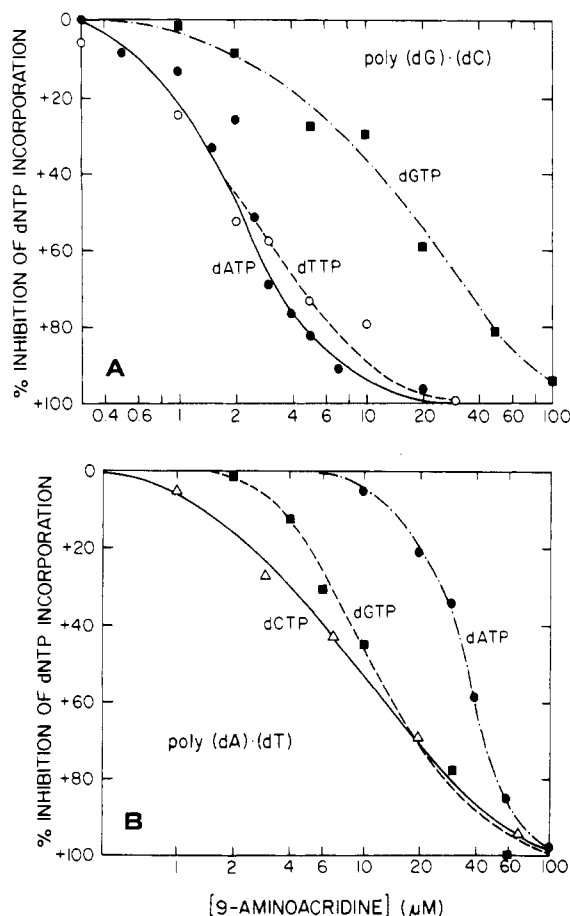 0
+20
+40
+60
+80
+100
% INHIBITION OF dNTP INCORPORATION
poly (dG)·(dC)
dGTP
dATP
dTTP
A
0.4 0.6 1 2 4 6 10 20 40 60 100
0
+20
+40
+60
+80
+100
% INHIBITION OF dNTP INCORPORATION
dCTP
dGTP
dATP
poly (dA)·(dT)
B
1 2 4 6 10 20 40 60 100
[9-AMINOACRIDINE] (μM)